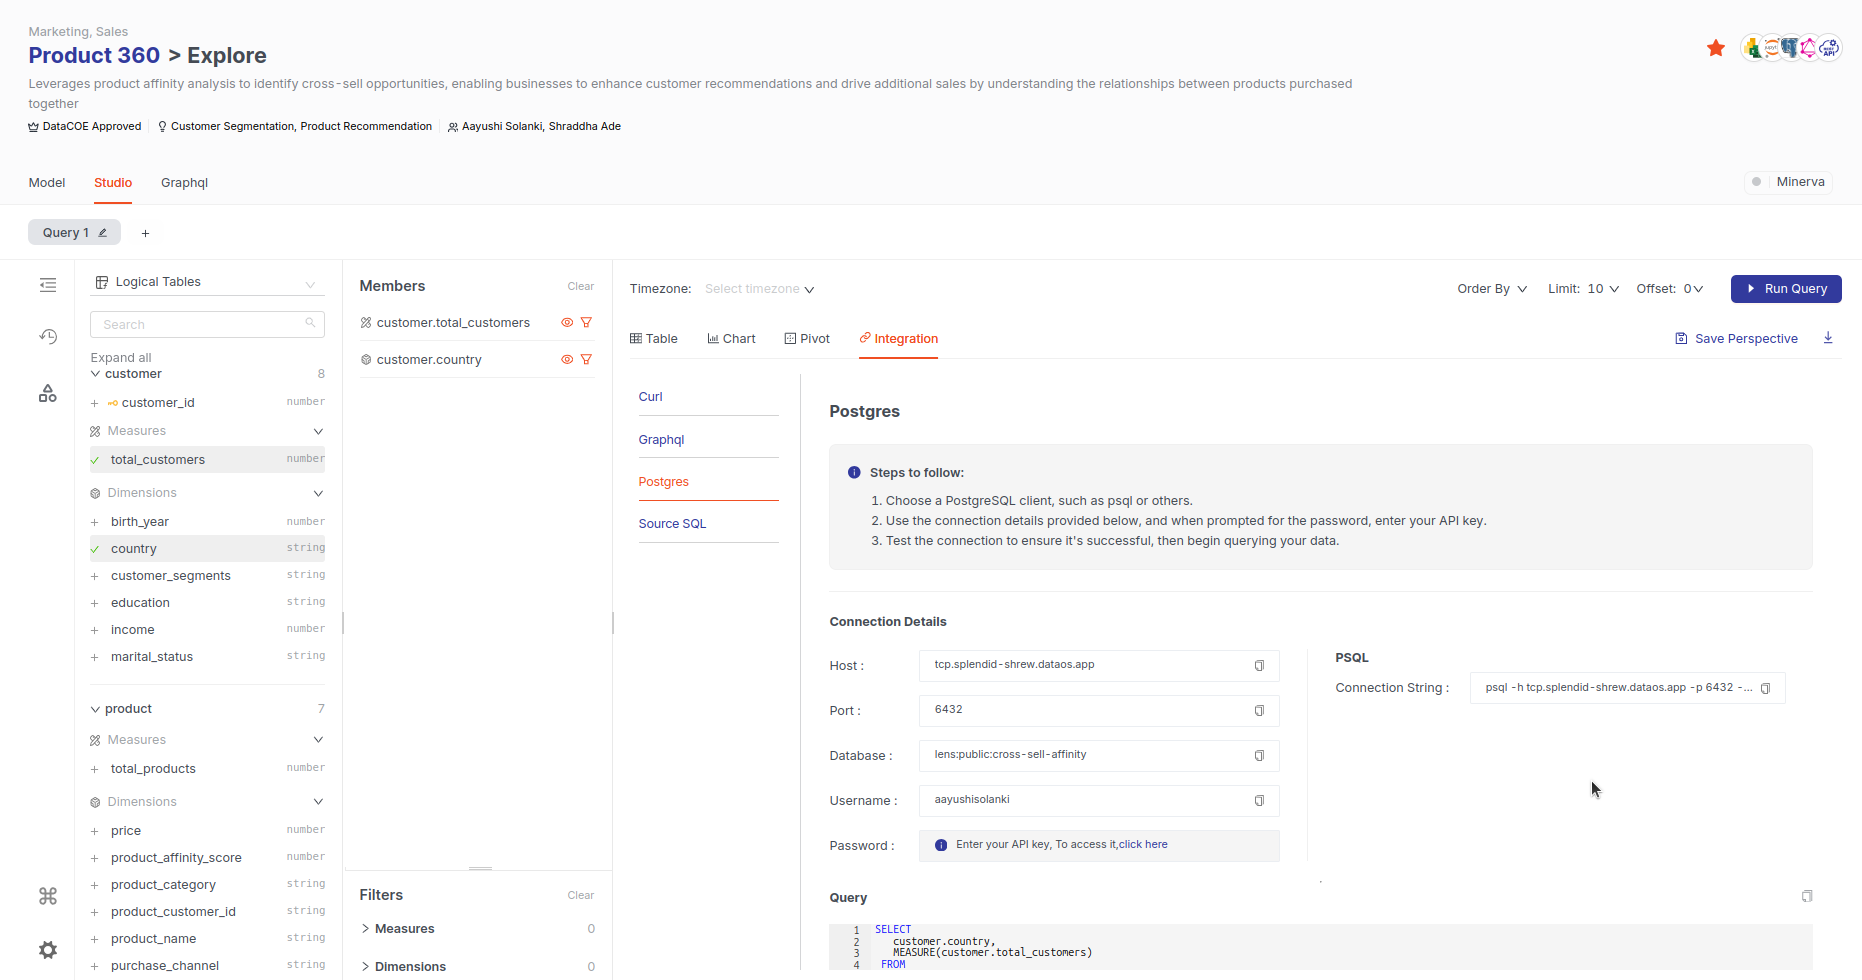 Marketing, Sales
Product 360 > Explore
Leverages product affinity analysis to identify cross-sell opportunities, enabling businesses to enhance customer recommendations and drive additional sales by understanding the relationships between products purchased
together
DataCOE Approved
Customer Segmentation, Product Recommendation
Aayushi Solanki, Shraddha Ade
Model
Studio
Graphql
Minerva
Query 1
+
Logical Tables
Search
Expand all
customer 8
+ customer_id number
Measures
total_customers number
Dimensions
+ birth_year number
country string
+ customer_segments string
+ education string
+ income number
+ marital_status string
product 7
Measures
+ total_products number
Dimensions
+ price number
+ product_affinity_score number
+ product_category string
+ product_customer_id string
+ product_name string
+ purchase_channel string
Members Clear
customer.total_customers
customer.country
Filters Clear
Measures 0
Dimensions 0
Timezone: Select timezone
Order By
Limit: 10
Offset: 0
Run Query
Table
Chart
Pivot
Integration
Save Perspective
Curl
Graphql
Postgres
Source SQL
Postgres
Steps to follow:
1. Choose a PostgreSQL client, such as psql or others.
2. Use the connection details provided below, and when prompted for the password, enter your API key.
3. Test the connection to ensure it's successful, then begin querying your data.
Connection Details
Host : tcp.splendid-shrew.dataos.app
Port : 6432
Database : lens:public:cross-sell-affinity
Username : aayushisolanki
Password : Enter your API key, To access it,click here
PSQL
Connection String : psql -h tcp.splendid-shrew.dataos.app -p 6432 -...
Query
1 SELECT
2 customer.country,
3 MEASURE(customer.total_customers)
4 FROM